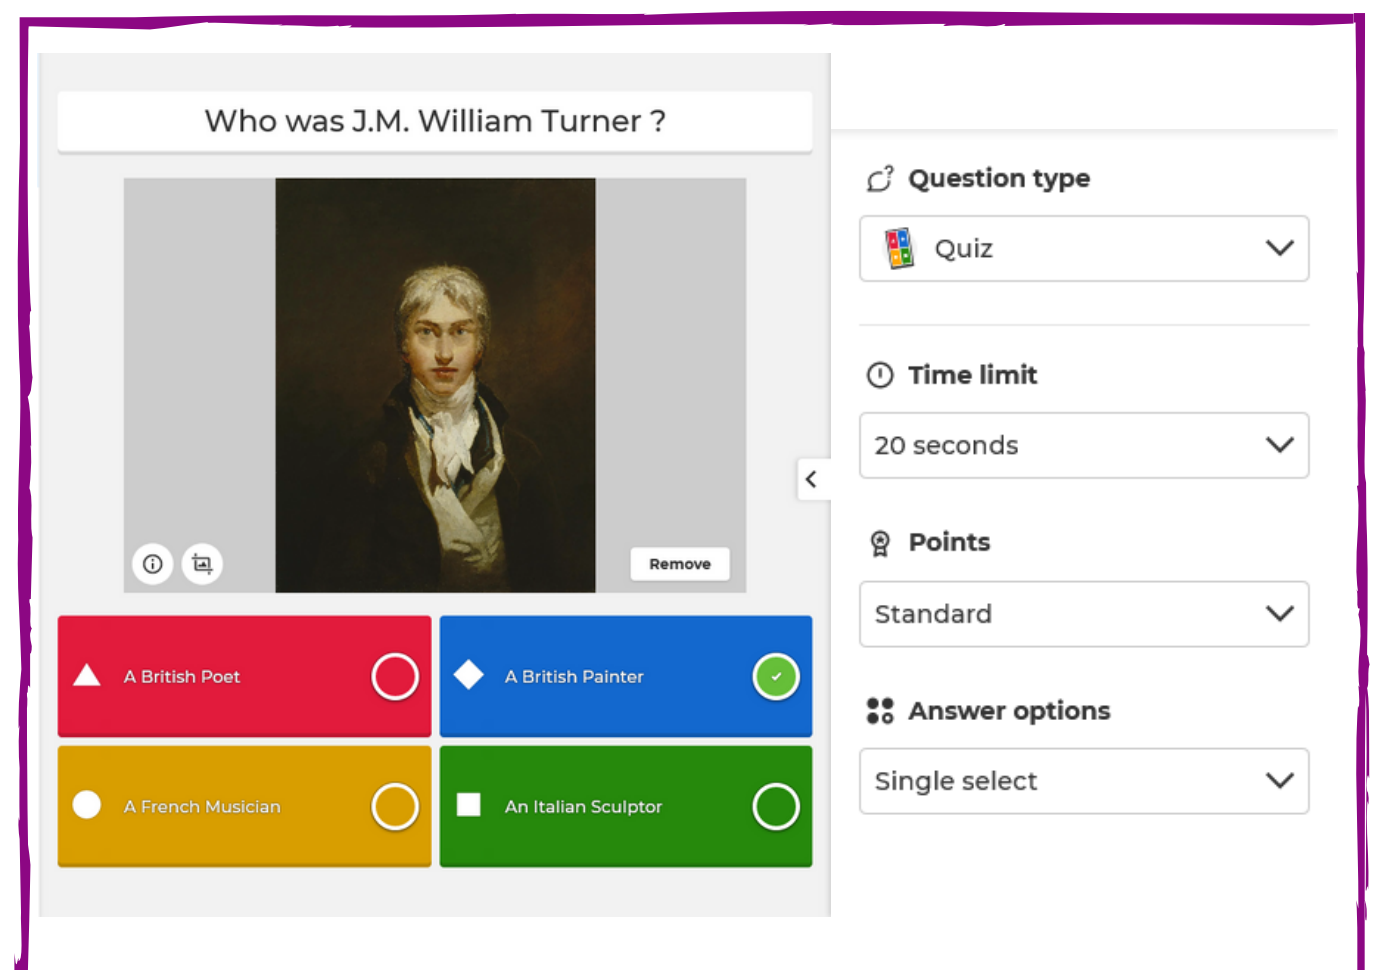 Who was J.M. William Turner ?
Remove
A British Poet
A British Painter
A French Musician
An Italian Sculptor
Question type
Quiz
Time limit
20 seconds
Points
Standard
Answer options
Single select